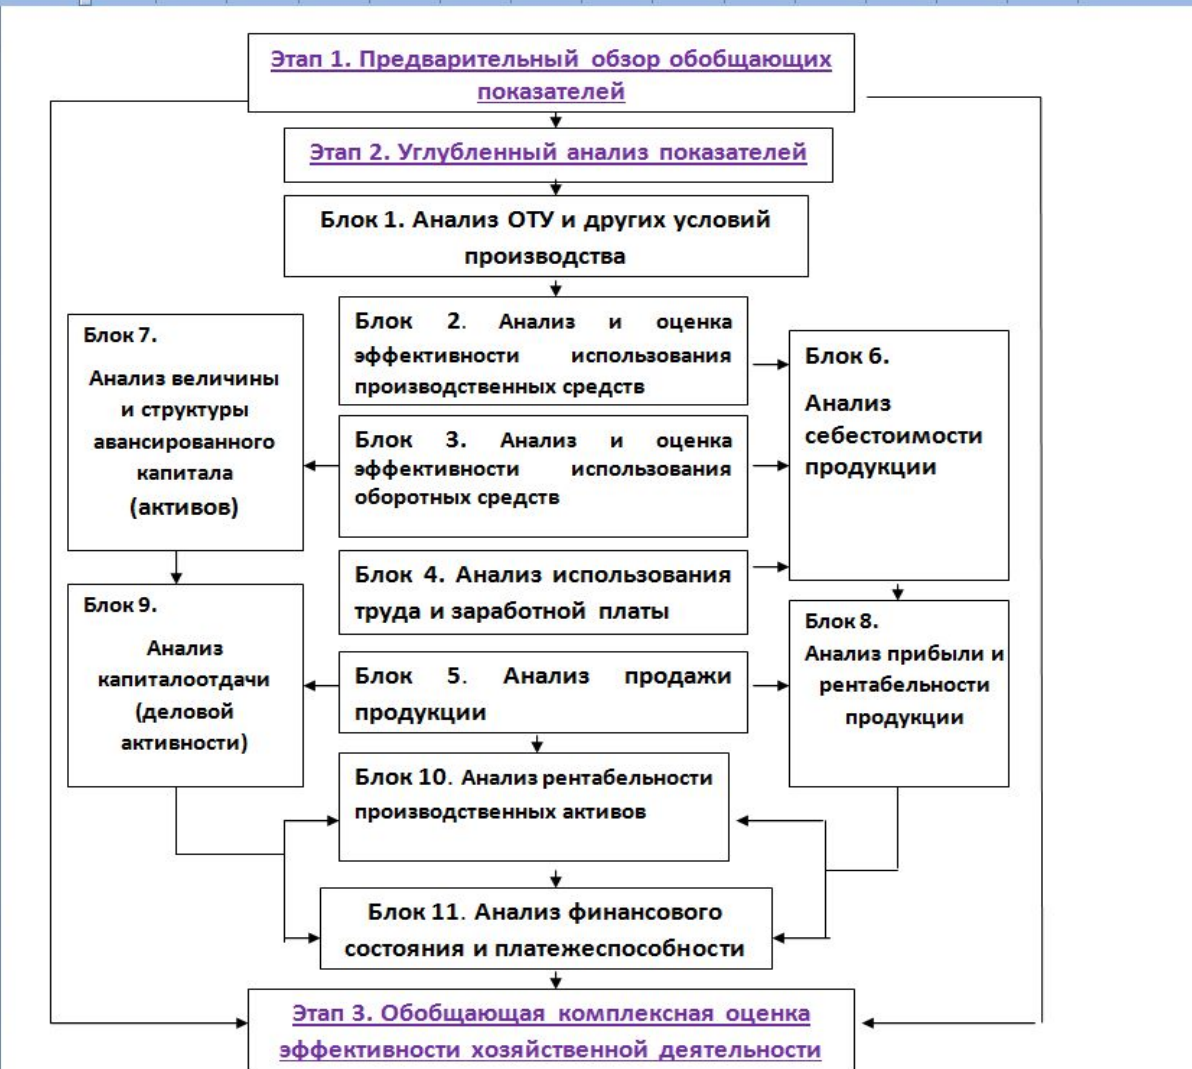 Этап 1. Предварительный обзор обобщающих
показателей
Этап 2. Углубленный анализ показателей
Блок 1. Анализ ОТУ и других условий
производства
Блок 2. Анализ и оценка
эффективности использования
производственных средств
Блок 7.
Анализ величины
и структуры
авансированного
капитала
(активов)
Блок 6.
Анализ
себестоимости
продукции
Блок 3. Анализ и оценка
эффективности использования
оборотных средств
Блок 4. Анализ использования
труда и заработной платы
Блок 9.
Анализ
капиталоотдачи
(деловой
активности)
Блок 8.
Анализ прибыли и
рентабельности
продукции
Блок 5. Анализ продажи
продукции
Блок 10. Анализ рентабельности
производственных активов
Блок 11. Анализ финансового
состояния и платежеспособности
Этап 3. Обобщающая комплексная оценка
эффективности хозяйственной деятельности